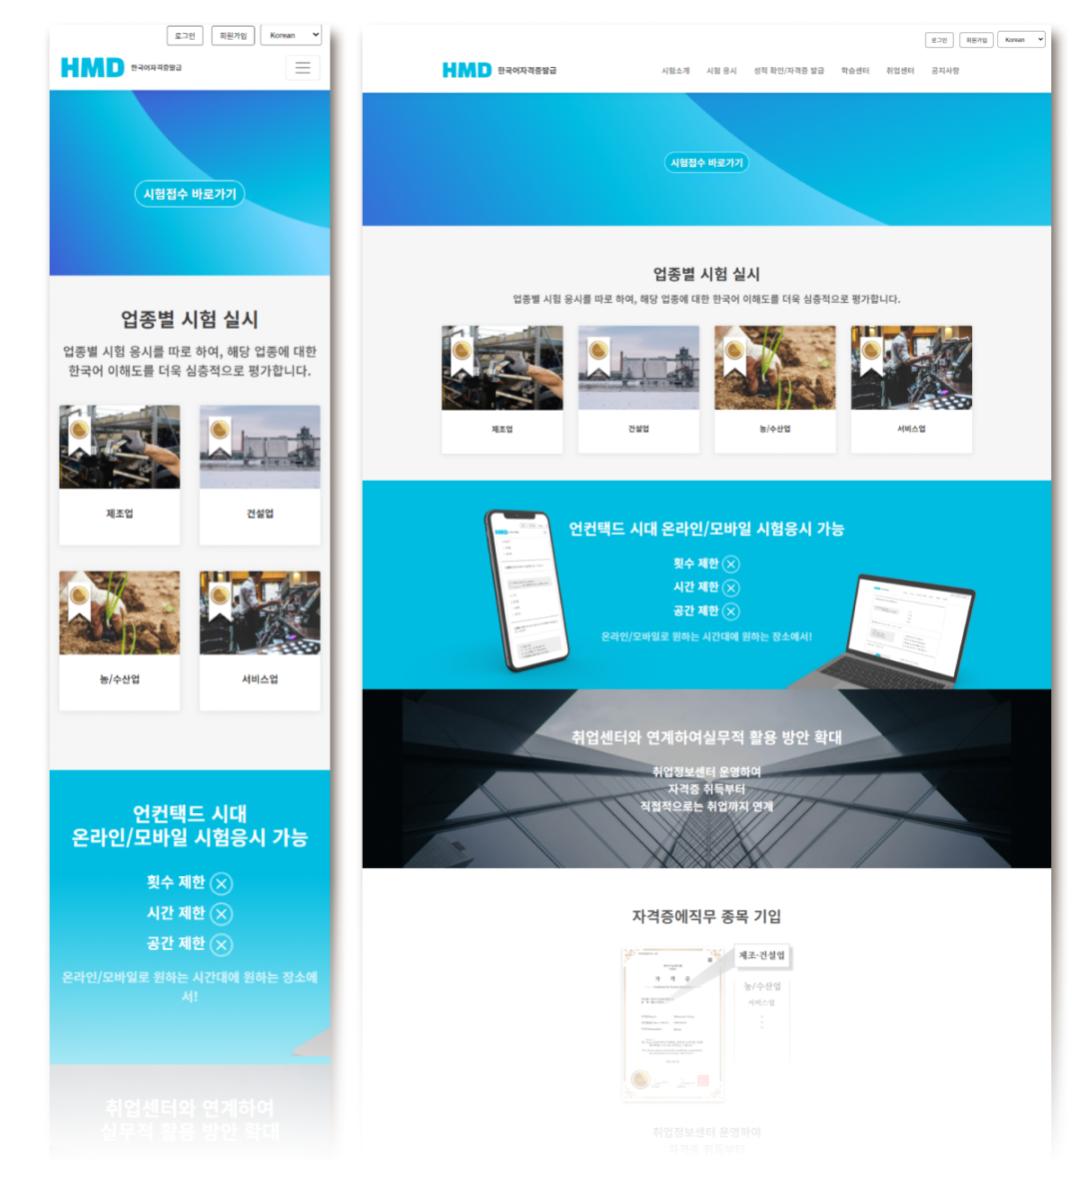 로그인 회원가입 Korean
HMD 한국어자격증발급
시험접수 바로가기
업종별 시험 실시
업종별 시험 응시를 따로 하여, 해당 업종에 대한
한국어 이해도를 더욱 심층적으로 평가합니다.
제조업 건설업
농/수산업 서비스업
언컨택드 시대
온라인/모바일 시험응시 가능
횟수 제한
시간 제한
공간 제한
온라인/모바일로 원하는 시간대에 원하는 장소에
서!
취업센터와 연계하여
실무적 활용 방안 확대
로그인 회원가입 Korean
HMD 한국어자격증발급 시험소개 시험 응시 성적 확인/자격증 발급 학습센터 취업센터 공지사항
시험접수 바로가기
업종별 시험 실시
업종별 시험 응시를 따로 하여, 해당 업종에 대한 한국어 이해도를 더욱 심층적으로 평가합니다.
제조업 건설업 농/수산업 서비스업
언컨택드 시대 온라인/모바일 시험응시 가능
횟수 제한
시간 제한
공간 제한
온라인/모바일로 원하는 시간대에 원하는 장소에서!
취업센터와 연계하여실무적 활용 방안 확대
취업정보센터 운영하여
자격증 취득부터
직접적으로는 취업까지 연계
자격증에직무 종목 기입
제조·건설업
자 격 증
농/수산업
서비스업
취업정보센터 운영하여
자격증 취득부터